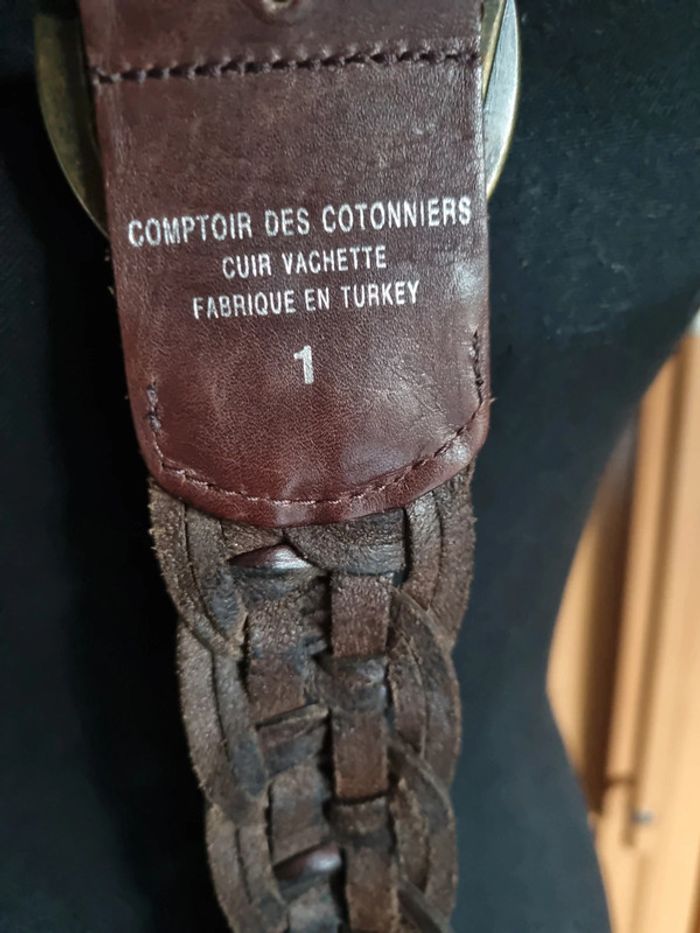 COMPTOIR DES COTONNIERS
CUIR VACHETTE
FABRIQUE EN TURKEY
1